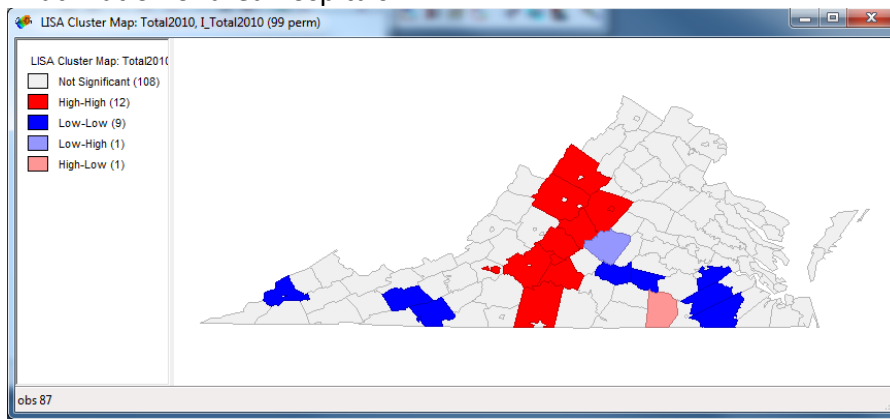 LISA Cluster Map: Total2010, I_Total2010 (99 perm)
LISA Cluster Map: Total2010
Not Significant (108)
High-High (12)
Low-Low (9)
Low-High (1)
High-Low (1)
obs 87